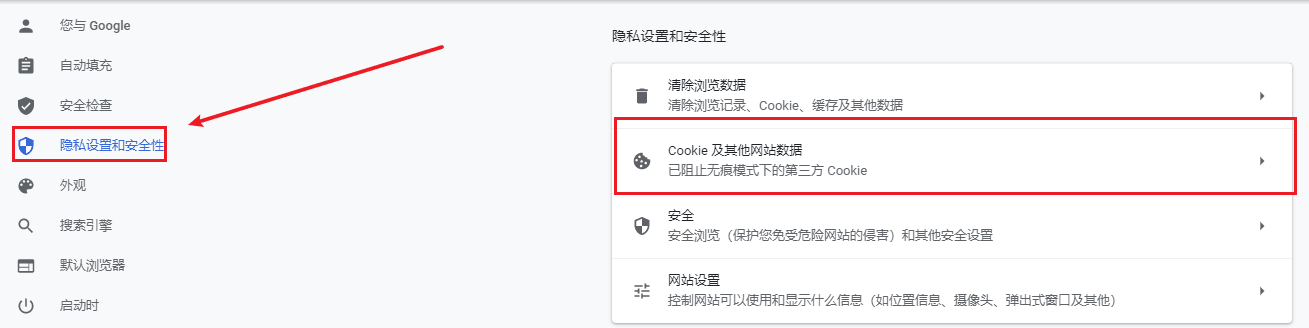 您与 Google
自动填充
安全检查
隐私设置和安全性
外观
搜索引擎
默认浏览器
启动时
隐私设置和安全性
清除浏览数据
清除浏览记录、Cookie、缓存及其他数据
Cookie 及其他网站数据
已阻止无痕模式下的第三方 Cookie
安全
安全浏览（保护您免受危险网站的侵害）和其他安全设置
网站设置
控制网站可以使用和显示什么信息（如位置信息、摄像头、弹出式窗口及其他）